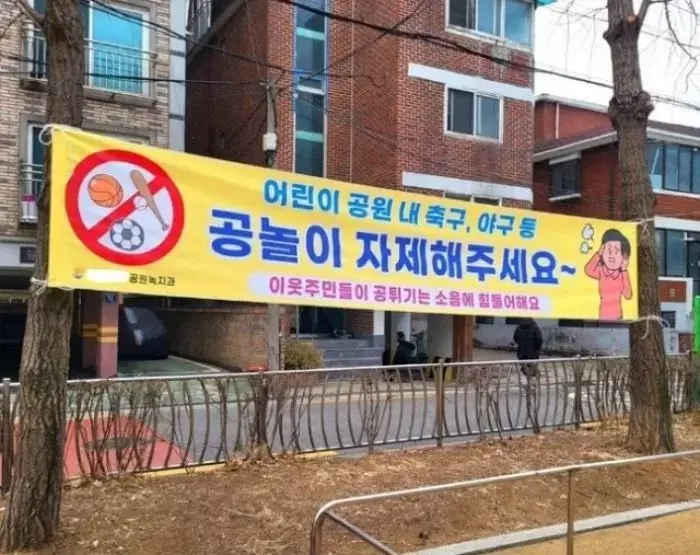 어린이 공원 내 축구, 야구 등
공놀이 자제해주세요~
이웃주민들이 공튀기는 소음에 힘들어해요
공원녹지과